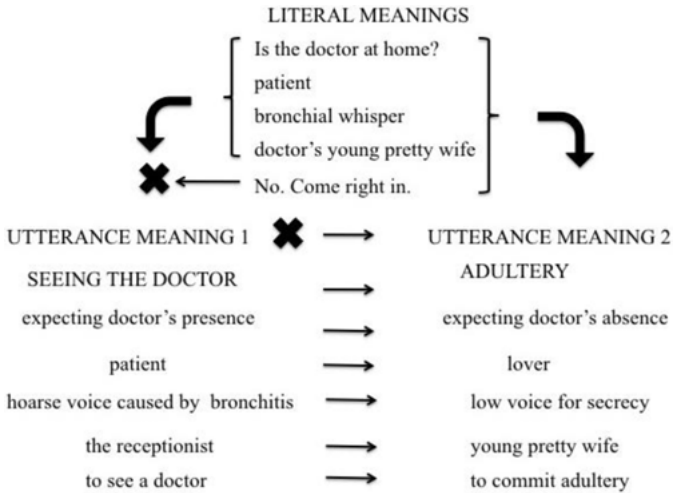 LITERAL MEANINGS
Is the doctor at home?
patient
bronchial whisper
doctor's young pretty wife
No. Come right in.
UTTERANCE MEANING 1
UTTERANCE MEANING 2
SEEING THE DOCTOR
ADULTERY
expecting doctor's presence
expecting doctor's absence
patient
lover
hoarse voice caused by bronchitis
low voice for secrecy
the receptionist
young pretty wife
to see a doctor
to commit adultery